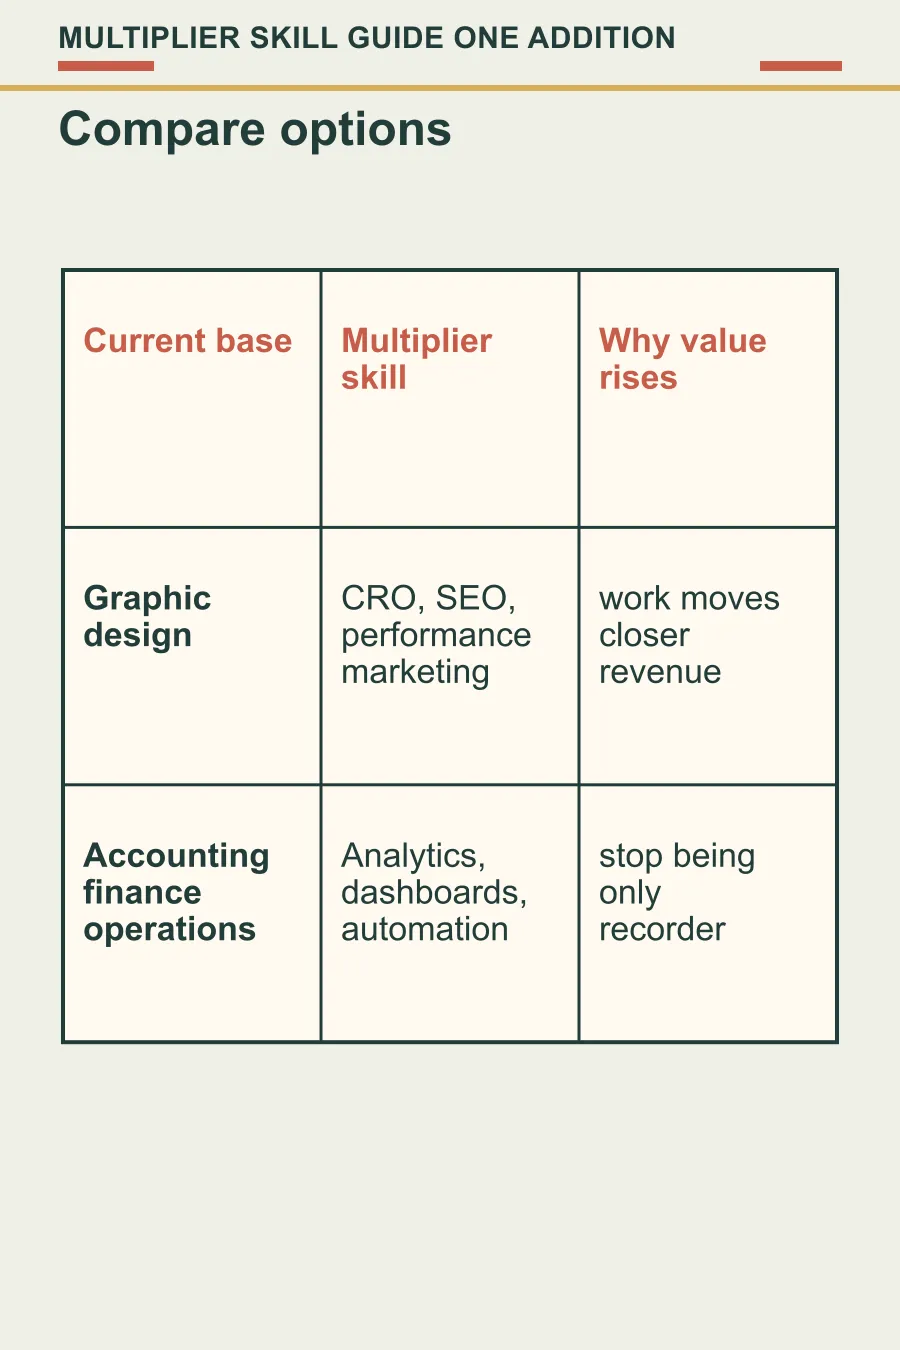 MULTIPLIER SKILL GUIDE ONE ADDITION
Compare options
Current base
Multiplier
skill
Why value
rises
Graphic
design
CRO, SEO,
performance
marketing
work moves
closer
revenue
Accounting
finance
operations
Analytics,
dashboards,
automation
stop being
only
recorder